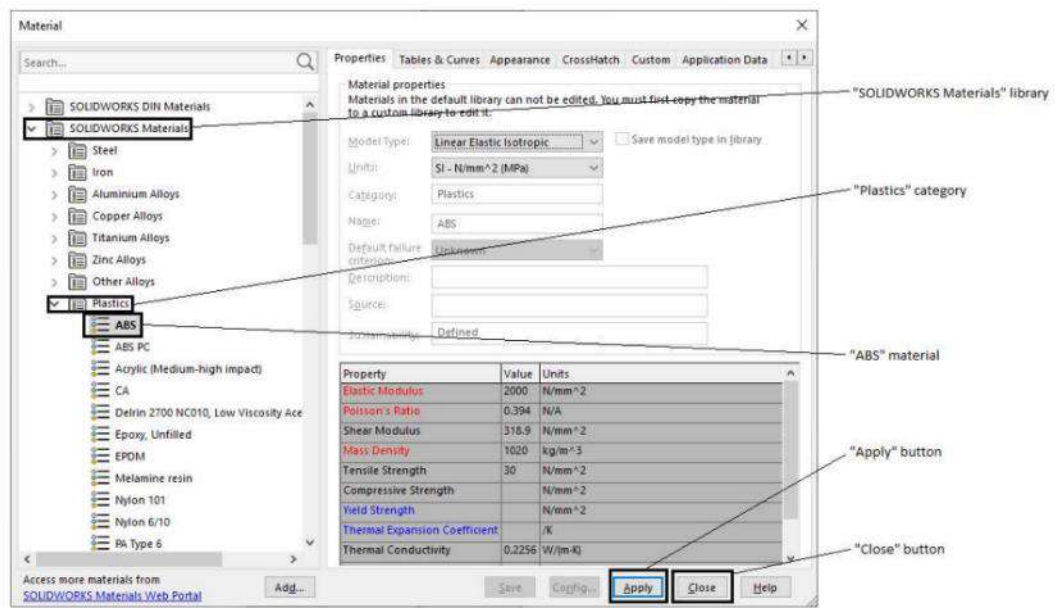 Material
Search...
SOLIDWORKS DIN Materials
SOLIDWORKS Materials
Steel
Iron
Aluminium Alloys
Copper Alloys
Titanium Alloys
Zinc Alloys
Other Alloys
Plastics
ABS
ABS PC
Acrylic (Medium-high impact)
CA
Delrin 2700 NC010, Low Viscosity Ace
Epoxy, Unfilled
EPDM
Melamine resin
Nylon 101
Nylon 6/10
PA Type 6
Access more materials from
SOLIDWORKS Materials Web Portal
Add...
Properties Tables & Curves Appearance CrossHatch Custom Application Data
Material properties
Materials in the default library can not be edited. You must first copy the material
to a custom library to edit it.
Model Type: Linear Elastic Isotropic Save model type in library
Units: SI - N/mm^2 (MPa)
Category: Plastics
Name: ABS
Default failure
criterion: Unknown
Description:
Source:
Sustainability: Defined
Property Value Units
Elastic Modulus 2000 N/mm^2
Poisson's Ratio 0.394 N/A
Shear Modulus 318.9 N/mm^2
Mass Density 1020 kg/m^3
Tensile Strength 30 N/mm^2
Compressive Strength N/mm^2
Yield Strength N/mm^2
Thermal Expansion Coefficient /K
Thermal Conductivity 0.2256 W/(m·K)
Save Config... Apply Close Help
"SOLIDWORKS Materials" library
"Plastics" category
"ABS" material
"Apply" button
"Close" button